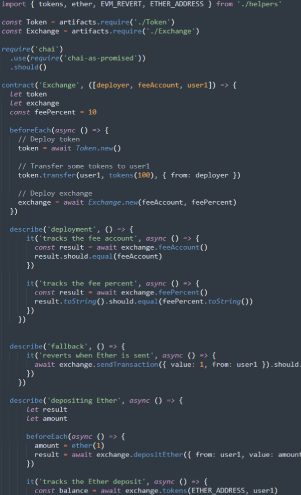 import { tokens, ether, EVM_REVERT, ETHER_ADDRESS } from './helpers'
const Token = artifacts.require('./Token')
const Exchange = artifacts.require('./Exchange')
require('chai')
.use(require('chai-as-promised'))
.should()
contract('Exchange', ([deployer, feeAccount, user1]) => {
let token
let exchange
const feePercent = 10
beforeEach(async () => {
// Deploy token
token = await Token.new()
// Transfer some tokens to user1
token.transfer(user1, tokens(100), { from: deployer })
// Deploy exchange
exchange = await Exchange.new(feeAccount, feePercent)
})
describe('deployment', () => {
it('tracks the fee account', async () => {
const result = await exchange.feeAccount()
result.should.equal(feeAccount)
})
it('tracks the fee percent', async () => {
const result = await exchange.feePercent()
result.toString().should.equal(feePercent.toString())
})
})
describe('fallback', () => {
it('reverts when Ether is sent', async () => {
await exchange.sendTransaction({ value: 1, from: user1 }).should.
})
})
describe('depositing Ether', async () => {
let result
let amount
beforeEach(async () => {
amount = ether(1)
result = await exchange.depositEther({ from: user1, value: amount
})
it('tracks the Ether deposit', async () => {
const balance = await exchange.tokens(ETHER_ADDRESS, user1)